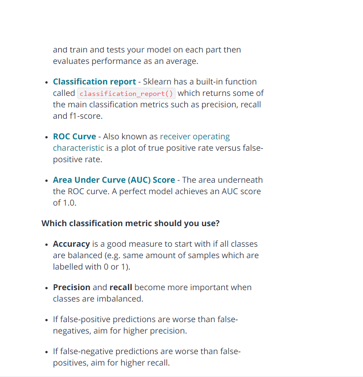 and train and tests your model on each part then
evaluates performance as an average.
• Classification report - Sklearn has a built-in function
called classification_report() which returns some of
the main classification metrics such as precision, recall
and f1-score.
• ROC Curve - Also known as receiver operating
characteristic is a plot of true positive rate versus false-
positive rate.
• Area Under Curve (AUC) Score - The area underneath
the ROC curve. A perfect model achieves an AUC score
of 1.0.
Which classification metric should you use?
• Accuracy is a good measure to start with if all classes
are balanced (e.g. same amount of samples which are
labelled with 0 or 1).
• Precision and recall become more important when
classes are imbalanced.
• If false-positive predictions are worse than false-
negatives, aim for higher precision.
• If false-negative predictions are worse than false-
positives, aim for higher recall.